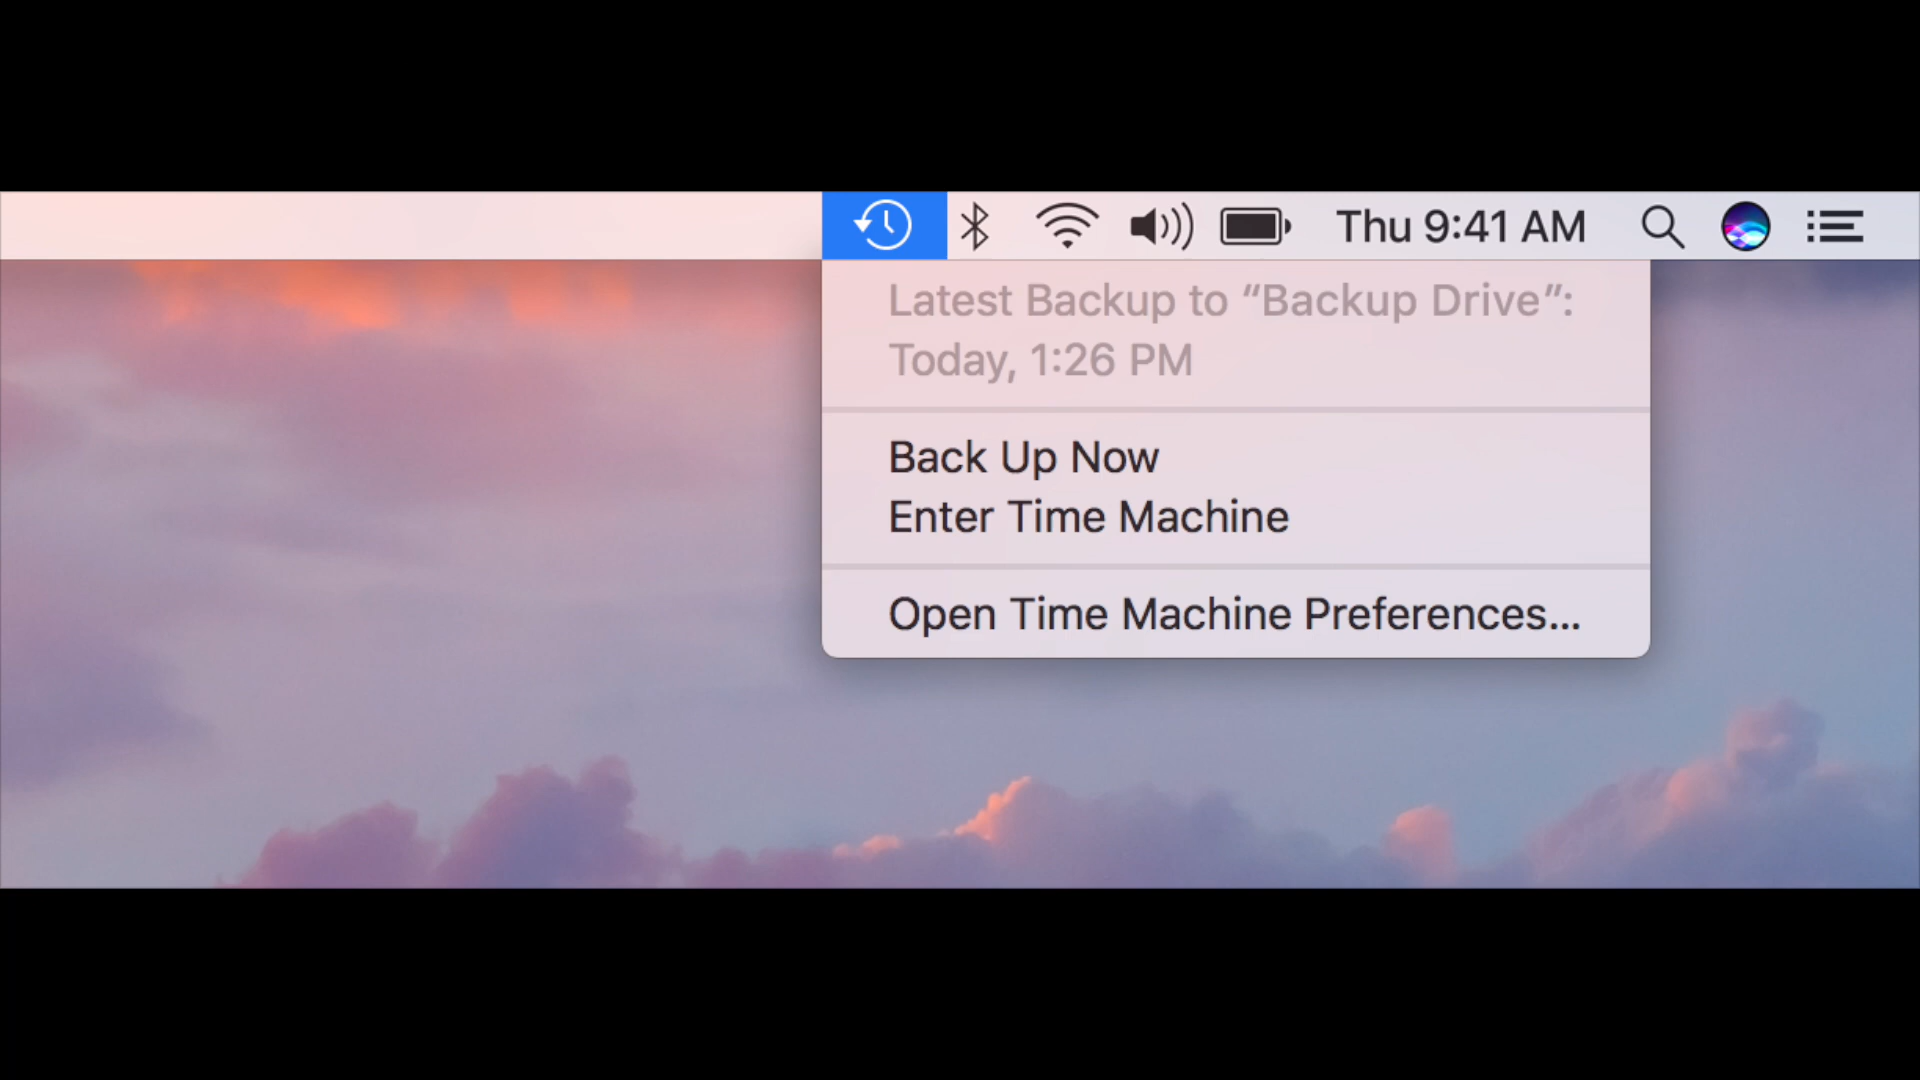 Thu 9:41 AM
Latest Backup to “Backup Drive”:
Today, 1:26 PM
Back Up Now
Enter Time Machine
Open Time Machine Preferences...